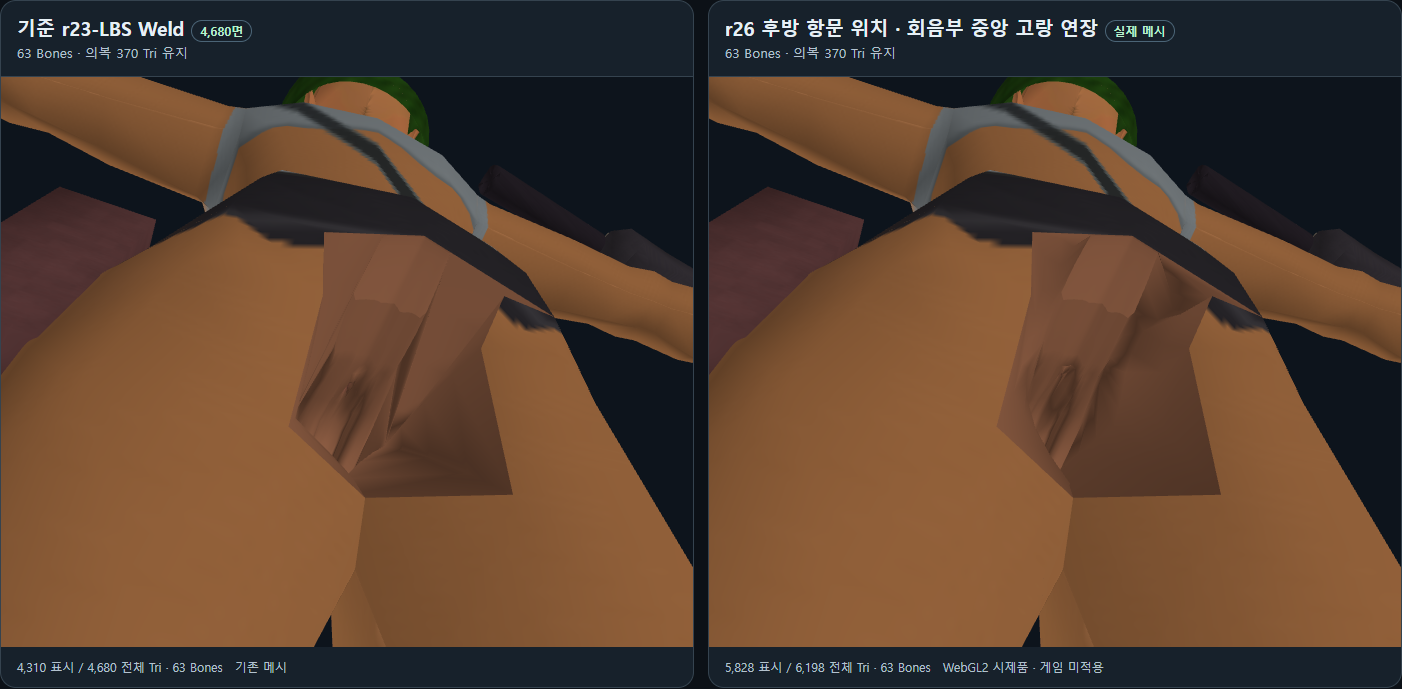 기준 r23-LBS Weld 4,680면
63 Bones · 의복 370 Tri 유지
4,310 표시 / 4,680 전체 Tri · 63 Bones 기존 메시
r26 후방 항문 위치 · 회음부 중앙 고랑 연장 실제 메시
63 Bones · 의복 370 Tri 유지
5,828 표시 / 6,198 전체 Tri · 63 Bones WebGL2 시제품 · 게임 미적용